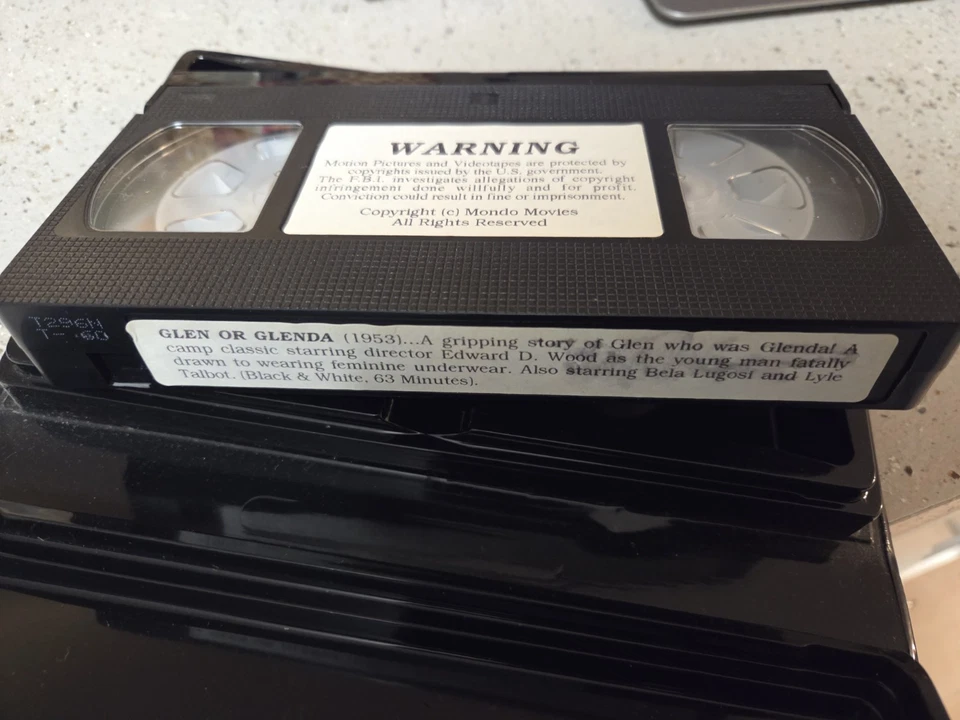 WARNING
Motion Pictures and Videotapes are protected by
copyrights issued by the U.S. government.
The F.B.I. investigates allegations of copyright
infringement done willfully and for profit.
Conviction could result in fine or imprisonment.
Copyright (c) Mondo Movies
All Rights Reserved
T296N
GLEN OR GLENDA (1953)...A gripping story of Glen who was Glenda! A
camp classic starring director Edward D. Wood as the young man fatally
drawn to wearing feminine underwear. Also starring Bela Lugosi and Lyle
Talbot. (Black & White, 63 Minutes).